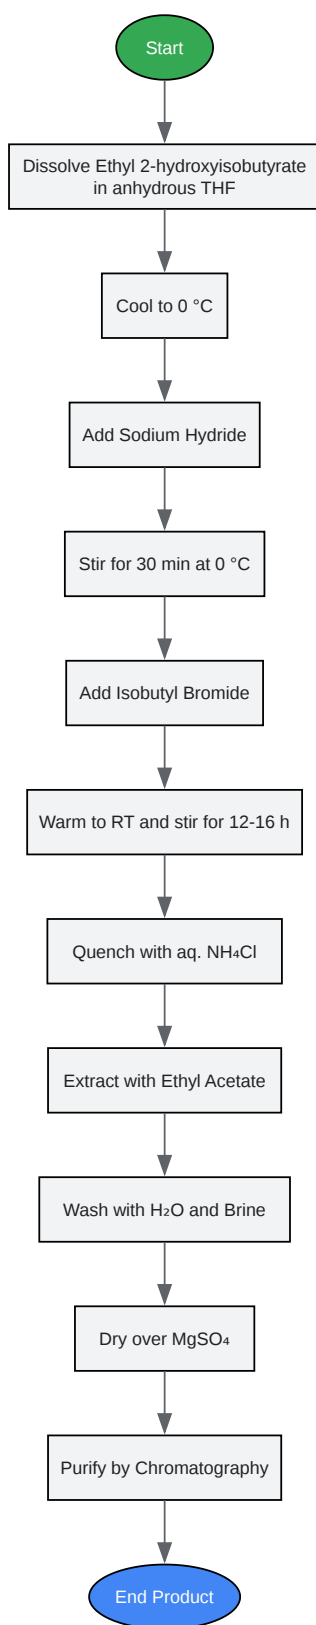 Start
Dissolve Ethyl 2-hydroxyisobutyrate
in anhydrous THF
Cool to 0 °C
Add Sodium Hydride
Stir for 30 min at 0 °C
Add Isobutyl Bromide
Warm to RT and stir for 12-16 h
Quench with aq. NH₄Cl
Extract with Ethyl Acetate
Wash with H₂O and Brine
Dry over MgSO₄
Purify by Chromatography
End Product